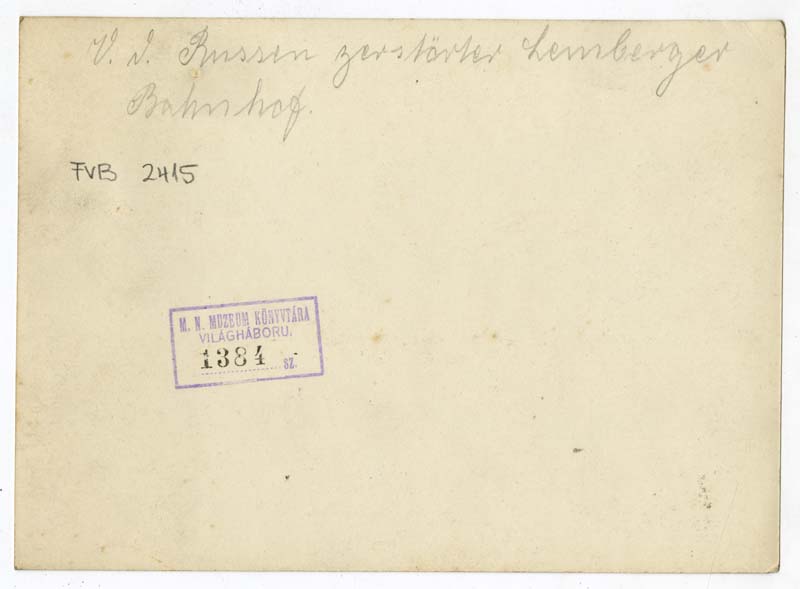 V. d. Russen zerstörter Lemberger
Bahnhof.
FVB 2415
M. N. MUZEUM KÖNYVTÁRA
VILÁGHÁBORU.
1384 SZ.